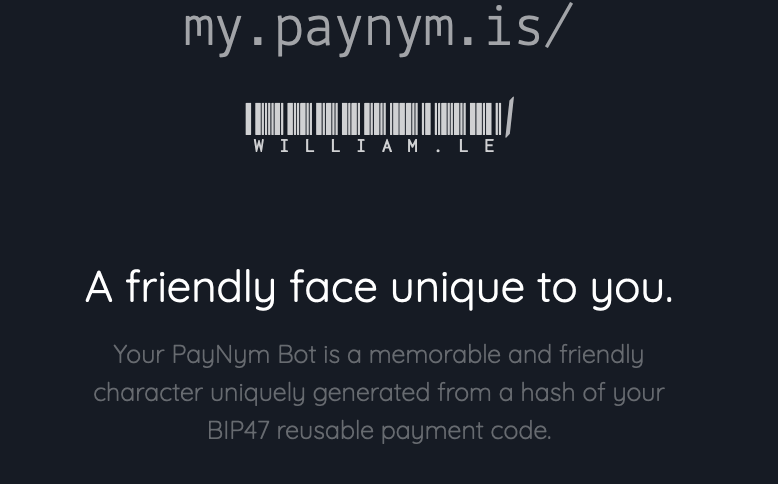 my.paynym.is/
WILLIAM.LE
A friendly face unique to you.
Your PayNym Bot is a memorable and friendly
character uniquely generated from a hash of your
BIP47 reusable payment code.